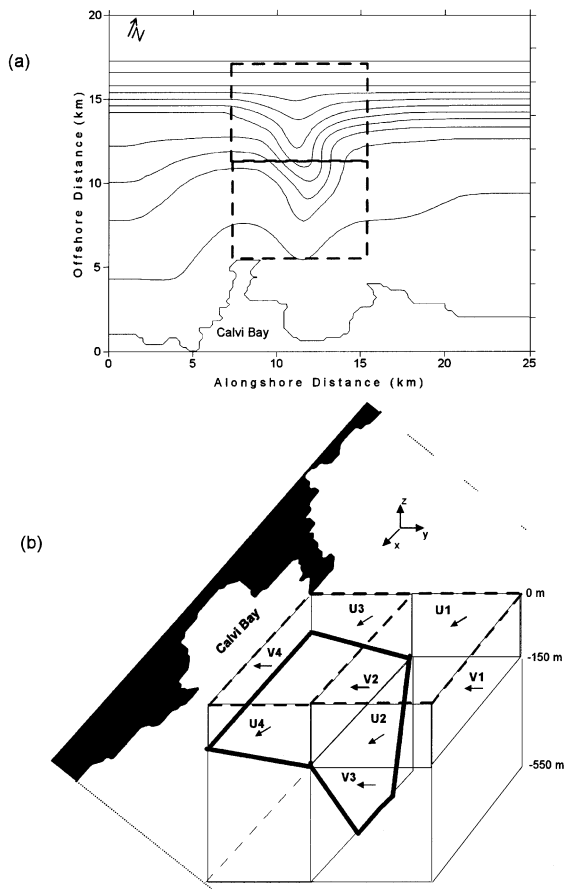 (a)
N
20
15
10
5
0
Offshore Distance (km)
Calvi Bay
0 5 10 15 20 25
Alongshore Distance (km)
(b)
z
y
x
Calvi Bay
0 m
U3
U1
V4
-150 m
V2
V1
U4
U2
-550 m
V3